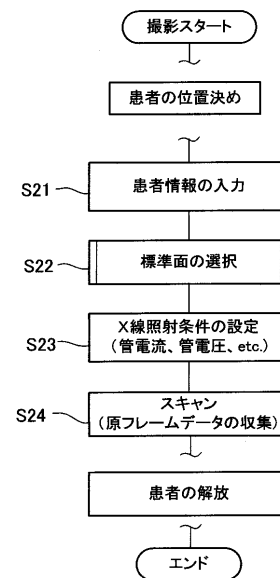 撮影スタート
患者の位置決め
S21
患者情報の入力
S22
標準面の選択
S23
X線照射条件の設定
(管電流、管電圧、etc.)
S24
スキャン
(原フレームデータの収集)
患者の解放
エンド